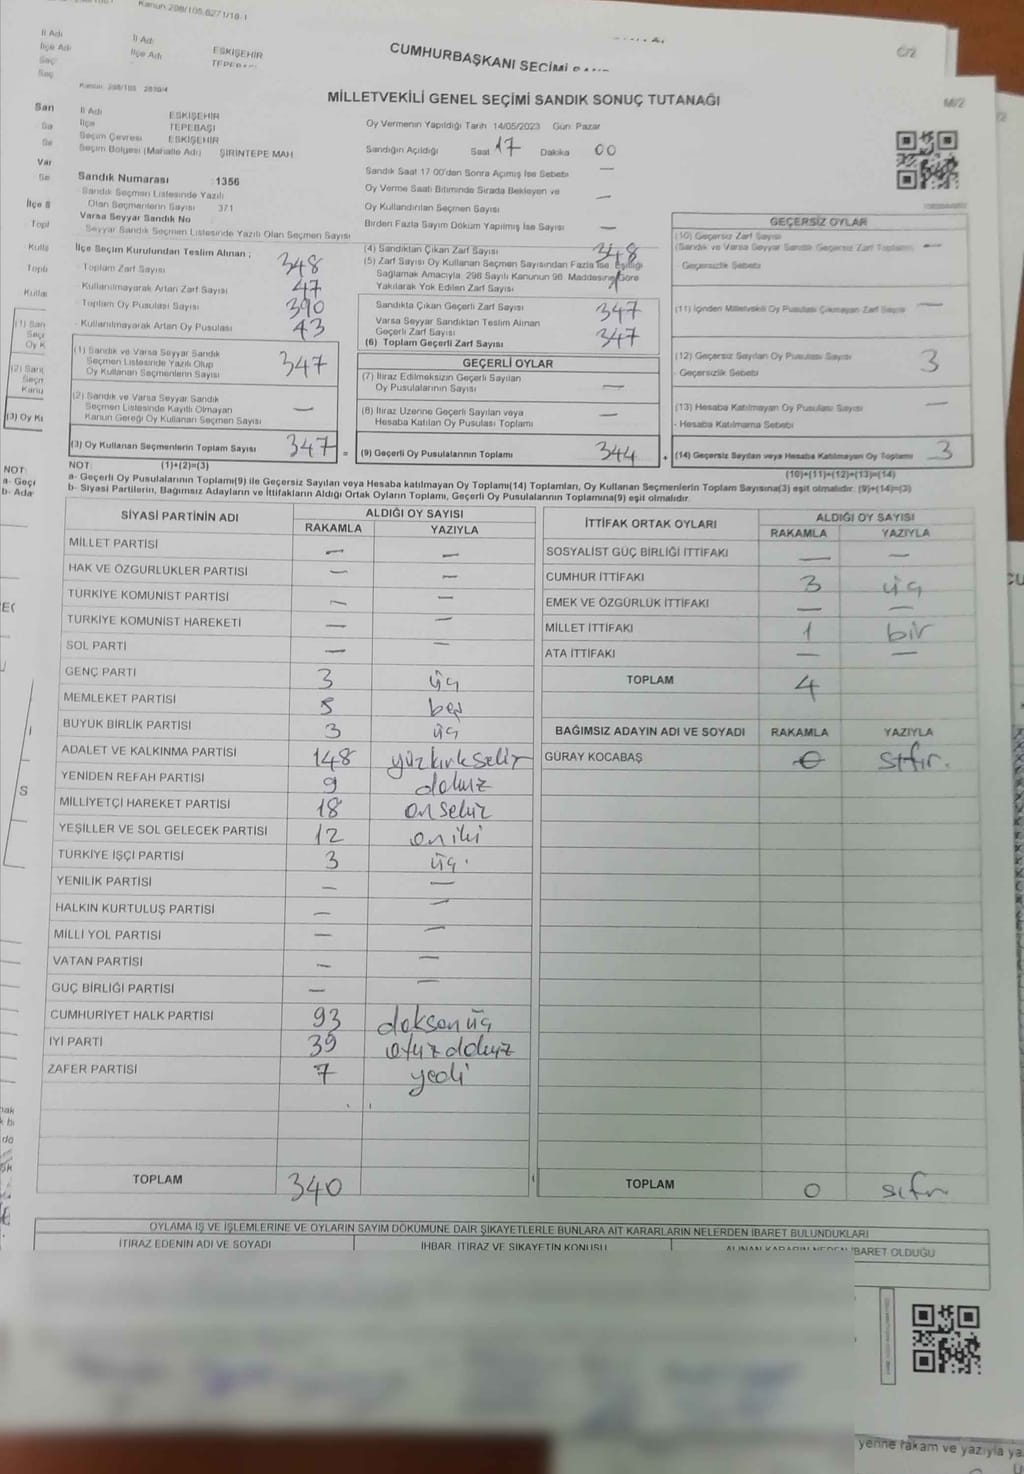 Kanun:298/105,0271/18-1
İl Adı
İlçe Adı
İl Adı
İlçe Adı
ESKİŞEHİR
CUMHURBAŞKANI SEÇİMİ
C/2
MİLLETVEKİLİ GENEL SEÇİMİ SANDIK SONUÇ TUTANAĞI
M/2
İl Adı ESKİŞEHİR
İlçe TEPEBAŞI
Seçim Çevresi ESKİŞEHİR
Seçim Bölgesi (Mahalle Adı) ŞİRİNTEPE MAH
Oy Vermenin Yapıldığı Tarih 14/05/2023 Gün: Pazar
Sandığın Açıldığı Saat 17 Dakika 00
Sandık Saat 17:00'dan Sonra Açılmış İse Sebebi —
Sandık Numarası : 1356
Sandık Seçmen Listesinde Yazılı
Olan Seçmenlerin Sayısı 371
Varsa Seyyar Sandık No
Seyyar Sandık Seçmen Listesinde Yazılı Olan Seçmen Sayısı
Oy Verme Saati Bitiminde Sırada Bekleyen ve
Oy Kullandırılan Seçmen Sayısı —
Birden Fazla Sayım Döküm Yapılmış İse Sayısı —
İlçe Seçim Kurulundan Teslim Alınan ;
- Toplam Zarf Sayısı 348
- Kullanılmayarak Artan Zarf Sayısı 47
- Toplam Oy Pusulası Sayısı 390
- Kullanılmayarak Artan Oy Pusulası 43
(4) Sandıktan Çıkan Zarf Sayısı 348
(5) Zarf Sayısı Oy Kullanan Seçmen Sayısından Fazla İse, Eşitliği
Sağlamak Amacıyla, 298 Sayılı Kanunun 98. Maddesine Göre
Yakılarak Yok Edilen Zarf Sayısı 1
Sandıkta Çıkan Geçerli Zarf Sayısı 347
Varsa Seyyar Sandıktan Teslim Alınan
Geçerli Zarf Sayısı
(6) Toplam Geçerli Zarf Sayısı 347
GEÇERSİZ OYLAR
(10) Geçersiz Zarf Sayısı
(Sandık ve Varsa Seyyar Sandık Geçersiz Zarf Toplamı) —
- Geçersizlik Sebebi
(11) İçinden Milletvekili Oy Pusulası Çıkmayan Zarf Sayısı —
(12) Geçersiz Sayılan Oy Pusulası Sayısı 3
- Geçersizlik Sebebi
(13) Hesaba Katılmayan Oy Pusulası Sayısı —
- Hesaba Katılmama Sebebi
(14) Geçersiz Sayılan veya Hesaba Katılmayan Oy Toplamı 3
(1) Sandık ve Varsa Seyyar Sandık
Seçmen Listesinde Yazılı Olup
Oy Kullanan Seçmenlerin Sayısı 347
(2) Sandık ve Varsa Seyyar Sandık
Seçmen Listesinde Kayıtlı Olmayan
Kanun Gereği Oy Kullanan Seçmen Sayısı —
(3) Oy Kullanan Seçmenlerin Toplam Sayısı 347 =
GEÇERLİ OYLAR
(7) İtiraz Edilmeksizin Geçerli Sayılan
Oy Pusulalarının Sayısı —
(8) İtiraz Üzerine Geçerli Sayılan veya
Hesaba Katılan Oy Pusulası Toplamı —
(9) Geçerli Oy Pusulalarının Toplamı 344 +
NOT: (1)+(2)=(3) (10)+(11)+(12)+(13)=(14)
a- Geçerli Oy Pusulalarının Toplamı(9) ile Geçersiz Sayılan veya Hesaba katılmayan Oy Toplamı(14) Toplamları, Oy Kullanan Seçmenlerin Toplam Sayısına(3) eşit olmalıdır. (9)+(14)=(3)
b- Siyasi Partilerin, Bağımsız Adayların ve İttifakların Aldığı Ortak Oyların Toplamı, Geçerli Oy Pusulalarının Toplamına(9) eşit olmalıdır.
SİYASİ PARTİNİN ADI ALDIĞI OY SAYISI
RAKAMLA YAZIYLA
MİLLET PARTİSİ — —
HAK VE ÖZGÜRLÜKLER PARTİSİ — —
TÜRKİYE KOMÜNİST PARTİSİ — —
TÜRKİYE KOMÜNİST HAREKETİ — —
SOL PARTİ — —
GENÇ PARTİ 3 üç
MEMLEKET PARTİSİ 5 beş
BÜYÜK BİRLİK PARTİSİ 3 üç
ADALET VE KALKINMA PARTİSİ 148 yüzkırksekiz
YENİDEN REFAH PARTİSİ 9 dokuz
MİLLİYETÇİ HAREKET PARTİSİ 18 onsekiz
YEŞİLLER VE SOL GELECEK PARTİSİ 12 oniki
TÜRKİYE İŞÇİ PARTİSİ 3 üç
YENİLİK PARTİSİ — —
HALKIN KURTULUŞ PARTİSİ — —
MİLLİ YOL PARTİSİ — —
VATAN PARTİSİ — —
GÜÇ BİRLİĞİ PARTİSİ — —
CUMHURİYET HALK PARTİSİ 93 doksanüç
İYİ PARTİ 39 otuzdokuz
ZAFER PARTİSİ 7 yedi
TOPLAM 340
İTTİFAK ORTAK OYLARI ALDIĞI OY SAYISI
RAKAMLA YAZIYLA
SOSYALİST GÜÇ BİRLİĞİ İTTİFAKI — —
CUMHUR İTTİFAKI 3 üç
EMEK VE ÖZGÜRLÜK İTTİFAKI — —
MİLLET İTTİFAKI 1 bir
ATA İTTİFAKI — —
TOPLAM 4
BAĞIMSIZ ADAYIN ADI VE SOYADI RAKAMLA YAZIYLA
GÜRAY KOCABAŞ 0 sıfır.
TOPLAM 0 sıfır
OYLAMA İŞ VE İŞLEMLERİNE VE OYLARIN SAYIM DÖKÜMÜNE DAİR ŞİKAYETLERLE BUNLARA AİT KARARLARIN NELERDEN İBARET BULUNDUKLARI
İTİRAZ EDENİN ADI VE SOYADI İHBAR, İTİRAZ VE ŞİKAYETİN KONUSU ALINAN KARARIN NEDEN İBARET OLDUĞU
yerine rakam ve yazıyla ya